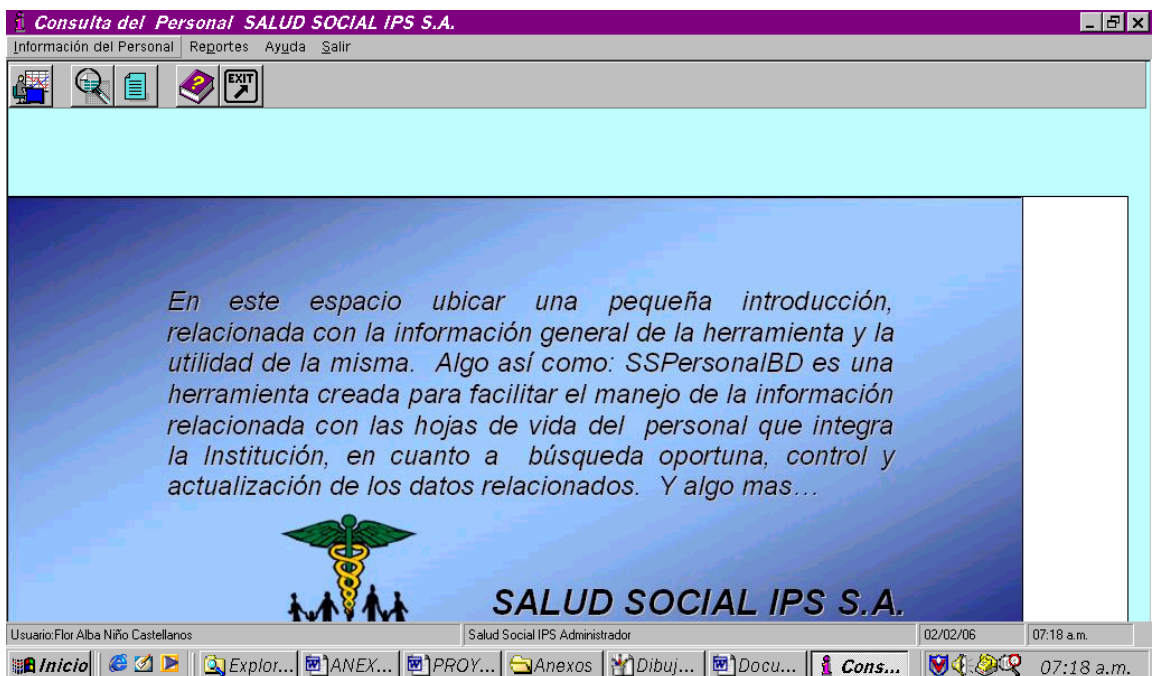 Consulta del Personal SALUD SOCIAL IPS S.A.
Información del Personal Reportes Ayuda Salir
EXIT
En este espacio ubicar una pequeña introducción,
relacionada con la información general de la herramienta y la
utilidad de la misma. Algo así como: SSPersonalBD es una
herramienta creada para facilitar el manejo de la información
relacionada con las hojas de vida del personal que integra
la Institución, en cuanto a búsqueda oportuna, control y
actualización de los datos relacionados. Y algo mas...
SALUD SOCIAL IPS S.A.
Usuario:Flor Alba Niño Castellanos Salud Social IPS Administrador 02/02/06 07:18 a.m.
Inicio Explor... ANEX... PROY... Anexos Dibuj... Docu... Cons... 07:18 a.m.